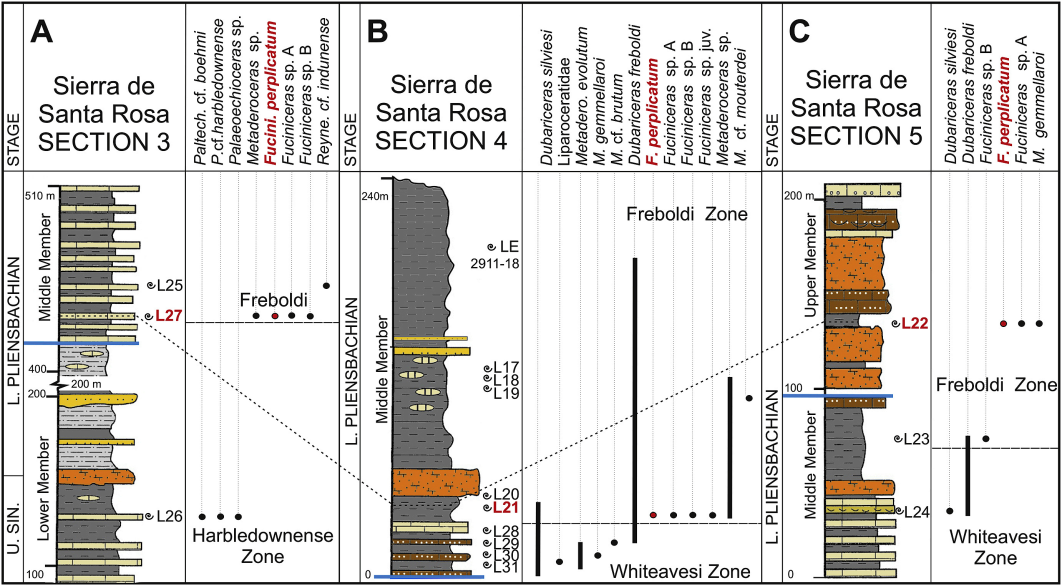 A
Sierra de
Santa Rosa
SECTION 3
STAGE
Paltech. cf. boehmi
P.cf.harbledownense
Palaeoechioceras sp.
Metaderoceras sp.
Fucini. perplicatum
Fuciniceras sp. A
Fuciniceras sp. B
Reyne. cf. indunense
L. PLIENSBACHIAN
U. SIN.
Middle Member
Lower Member
510 m
400
200 m
200
100
L25
L27
L26
Freboldi
Harbledownense
Zone
B
Sierra de
Santa Rosa
SECTION 4
STAGE
Dubariceras silviesi
Liparoceratidae
Metadero. evolutum
M. gemmellaroi
M. cf. brutum
Dubariceras freboldi
F. perplicatum
Fuciniceras sp. A
Fuciniceras sp. B
Fuciniceras sp. juv.
Metaderoceras sp.
M. cf. mouterdei
L. PLIENSBACHIAN
Middle Member
240m
0
LE
2911-18
L17
L18
L19
L20
L21
L28
L29
L30
L31
Freboldi Zone
Whiteavesi Zone
C
Sierra de
Santa Rosa
SECTION 5
STAGE
Dubariceras silviesi
Dubariceras freboldi
Fuciniceras sp. B
F. perplicatum
Fuciniceras sp. A
M. gemmellaroi
L. PLIENSBACHIAN
Upper Member
Middle Member
200 m
100
0
L22
L23
L24
Freboldi Zone
Whiteavesi
Zone